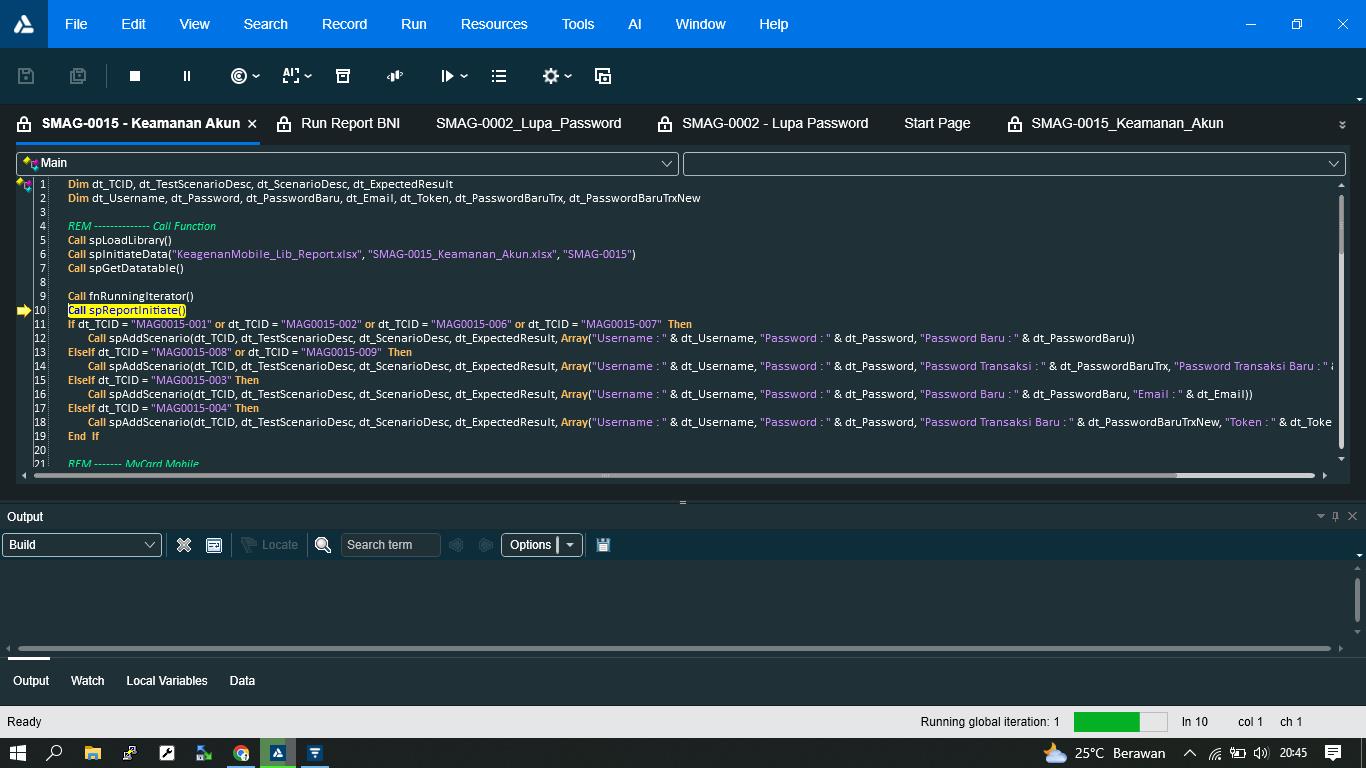 File Edit View Search Record Run Resources Tools AI Window Help
SMAG-0015 - Keamanan Akun Run Report BNI SMAG-0002_Lupa_Password SMAG-0002 - Lupa Password Start Page SMAG-0015_Keamanan_Akun
Main
1 Dim dt_TCID, dt_TestScenarioDesc, dt_ScenarioDesc, dt_ExpectedResult
2 Dim dt_Username, dt_Password, dt_PasswordBaru, dt_Email, dt_Token, dt_PasswordBaruTrx, dt_PasswordBaruTrxNew
3
4 REM -------------- Call Function
5 Call spLoadLibrary()
6 Call spInitiateData("KeagenanMobile_Lib_Report.xlsx", "SMAG-0015_Keamanan_Akun.xlsx", "SMAG-0015")
7 Call spGetDatatable()
8
9 Call fnRunningIterator()
10 Call spReportInitiate()
11 If dt_TCID = "MAG0015-001" or dt_TCID = "MAG0015-002" or dt_TCID = "MAG0015-006" or dt_TCID = "MAG0015-007" Then
12 Call spAddScenario(dt_TCID, dt_TestScenarioDesc, dt_ScenarioDesc, dt_ExpectedResult, Array("Username : " & dt_Username, "Password : " & dt_Password, "Password Baru : " & dt_PasswordBaru))
13 ElseIf dt_TCID = "MAG0015-008" or dt_TCID = "MAG0015-009" Then
14 Call spAddScenario(dt_TCID, dt_TestScenarioDesc, dt_ScenarioDesc, dt_ExpectedResult, Array("Username : " & dt_Username, "Password : " & dt_Password, "Password Transaksi : " & dt_PasswordBaruTrx, "Password Transaksi Baru : " &
15 ElseIf dt_TCID = "MAG0015-003" Then
16 Call spAddScenario(dt_TCID, dt_TestScenarioDesc, dt_ScenarioDesc, dt_ExpectedResult, Array("Username : " & dt_Username, "Password : " & dt_Password, "Password Baru : " & dt_PasswordBaru, "Email : " & dt_Email))
17 ElseIf dt_TCID = "MAG0015-004" Then
18 Call spAddScenario(dt_TCID, dt_TestScenarioDesc, dt_ScenarioDesc, dt_ExpectedResult, Array("Username : " & dt_Username, "Password : " & dt_Password, "Password Transaksi Baru : " & dt_PasswordBaruTrxNew, "Token : " & dt_Toke
19 End If
20
21 REM ------- MyCard Mobile
Output
Build Locate Search term Options
Output Watch Local Variables Data
Ready Running global iteration: 1 ln 10 col 1 ch 1
25°C Berawan 20:45